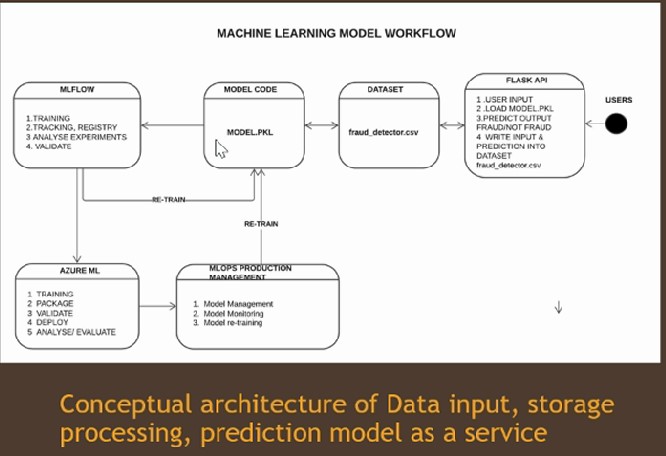 MACHINE LEARNING MODEL WORKFLOW
MLFLOW
1.TRAINING
2.TRACKING, REGISTRY
3 ANALYSE EXPERIMENTS
4. VALIDATE
MODEL CODE
MODEL.PKL
DATASET
fraud_detector.csv
FLASK API
1 .USER INPUT
2 .LOAD MODEL.PKL
3.PREDICT OUTPUT
FRAUD/NOT FRAUD
4 WRITE INPUT &
PREDICTION INTO
DATASET
fraud_detector.csv
USERS
RE-TRAIN
RE-TRAIN
AZURE ML
1 TRAINING
2 PACKAGE
3 VALIDATE
4 DEPLOY
5 ANALYSE/ EVALUATE
MLOPS PRODUCTION
MANAGEMENT
1. Model Management
2. Model Monitoring
3. Model re-training
Conceptual architecture of Data input, storage
processing, prediction model as a service